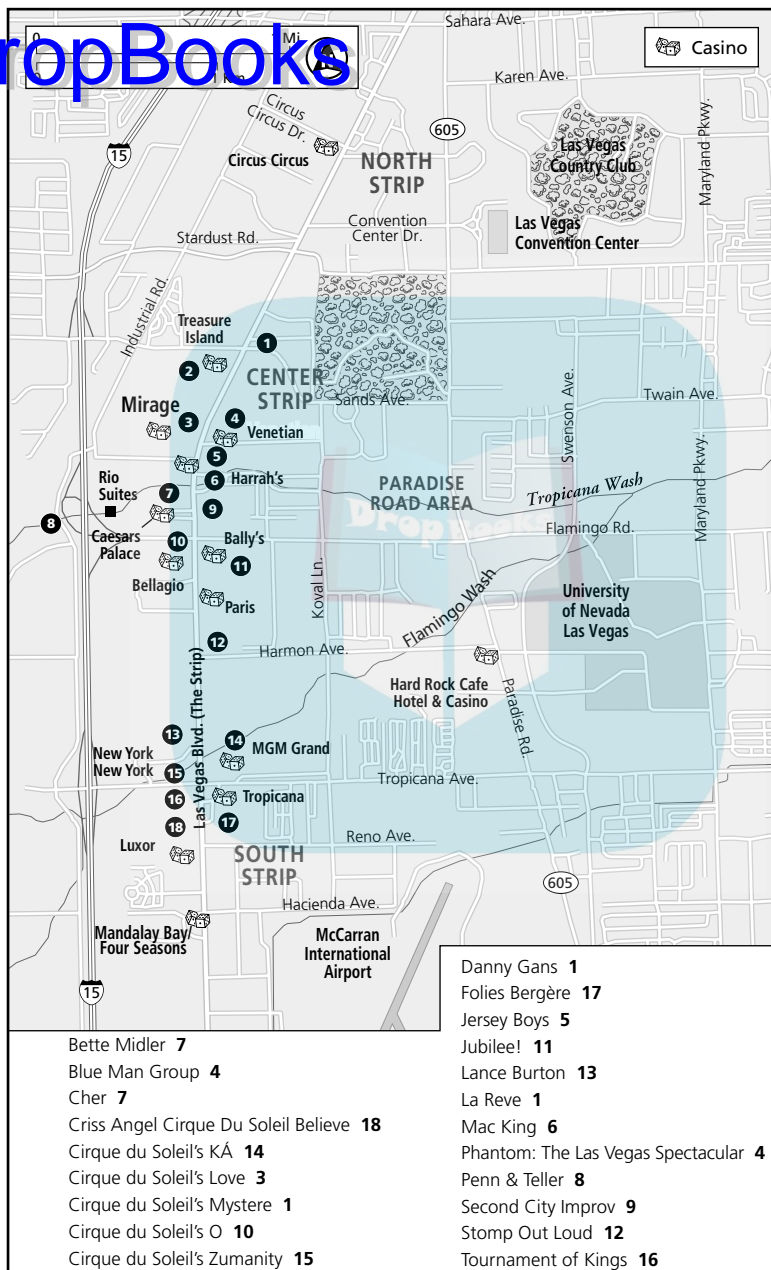 ropBooks
0 1 Mi
0 1 Km
N
Casino
Sahara Ave.
Karen Ave.
Maryland Pkwy.
605
15
Circus
Circus Dr.
Circus Circus
NORTH
STRIP
Las Vegas
Country Club
Convention
Center Dr.
Las Vegas
Convention Center
Stardust Rd.
Industrial Rd.
Treasure
Island
1
2
CENTER
STRIP
Sands Ave.
Swenson Ave.
Twain Ave.
Mirage
3
4
Venetian
5
6
Harrah's
Rio
Suites
7
8
9
PARADISE
ROAD AREA
Tropicana Wash
Maryland Pkwy.
DropBooks
Flamingo Rd.
Caesars
Palace
10
Bally's
11
Bellagio
Paris
Koval Ln.
Flamingo Wash
University
of Nevada
Las Vegas
12
Harmon Ave.
Hard Rock Cafe
Hotel & Casino
Paradise Rd.
Las Vegas Blvd. (The Strip)
13
14
MGM Grand
New York
New York
15
Tropicana Ave.
16
Tropicana
17
18
Reno Ave.
Luxor
SOUTH
STRIP
605
Hacienda Ave.
Mandalay Bay/
Four Seasons
McCarran
International
Airport
15
Bette Midler 7
Blue Man Group 4
Cher 7
Criss Angel Cirque Du Soleil Believe 18
Cirque du Soleil's KÁ 14
Cirque du Soleil's Love 3
Cirque du Soleil's Mystere 1
Cirque du Soleil's O 10
Cirque du Soleil's Zumanity 15
Danny Gans 1
Folies Bergère 17
Jersey Boys 5
Jubilee! 11
Lance Burton 13
La Reve 1
Mac King 6
Phantom: The Las Vegas Spectacular 4
Penn & Teller 8
Second City Improv 9
Stomp Out Loud 12
Tournament of Kings 16